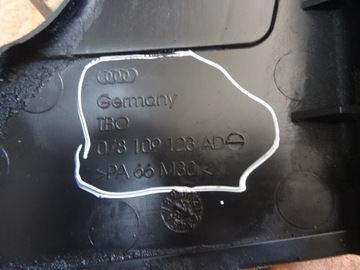 Germany
TBO
078 109 123 AD
>PA 66 M30<